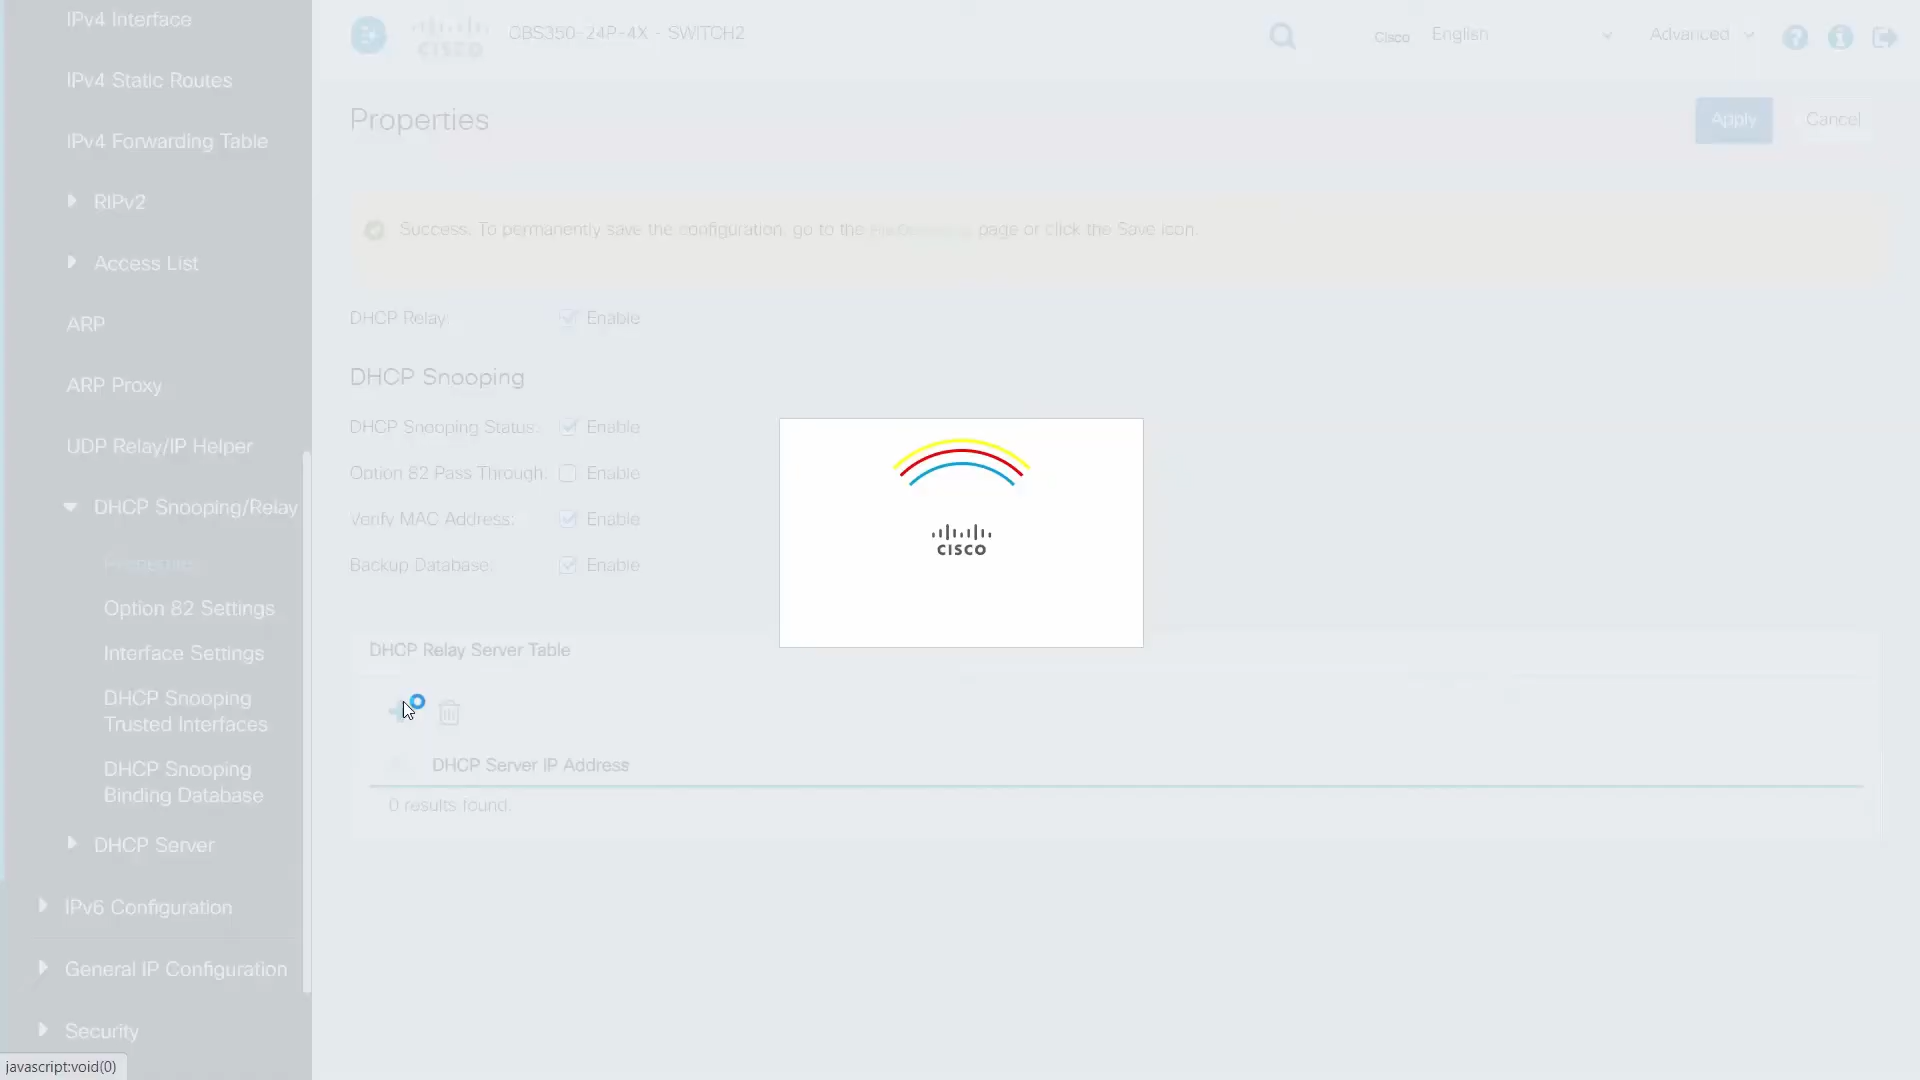 IPv4 Interface
IPv4 Static Routes
IPv4 Forwarding Table
RIPv2
Access List
ARP
ARP Proxy
UDP Relay/IP Helper
DHCP Snooping/Relay
Properties
Option 82 Settings
Interface Settings
DHCP Snooping
Trusted Interfaces
DHCP Snooping
Binding Database
DHCP Server
IPv6 Configuration
General IP Configuration
Security
javascript:void(0)
CISCO
CBS350-24P-4X - SWITCH2
Cisco
English
Advanced
Properties
Apply
Cancel
Success. To permanently save the configuration, go to the page or click the Save icon.
DHCP Relay: Enable
DHCP Snooping
DHCP Snooping Status: Enable
Option 82 Pass Through: Enable
Verify MAC Address: Enable
Backup Database: Enable
CISCO
DHCP Relay Server Table
DHCP Server IP Address
0 results found.